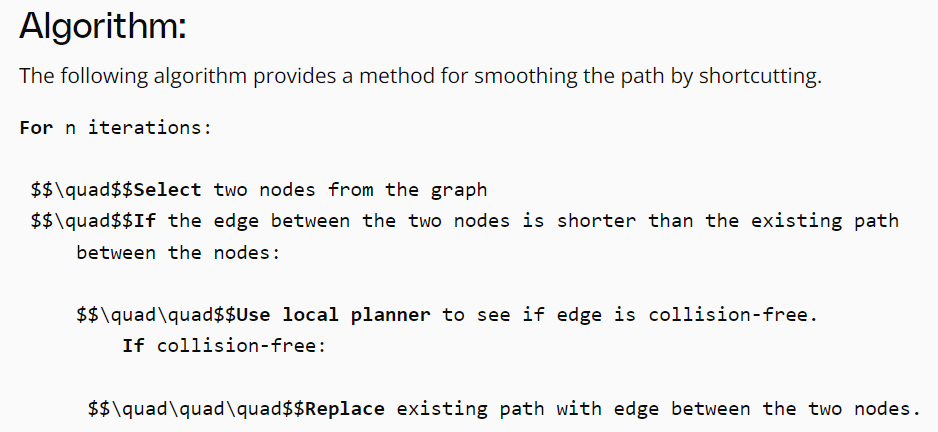 Algorithm:
The following algorithm provides a method for smoothing the path by shortcutting.
For n iterations:
$$\quad$$Select two nodes from the graph
$$\quad$$If the edge between the two nodes is shorter than the existing path
between the nodes:
$$\quad\quad$$Use local planner to see if edge is collision-free.
If collision-free:
$$\quad\quad\quad$$Replace existing path with edge between the two nodes.